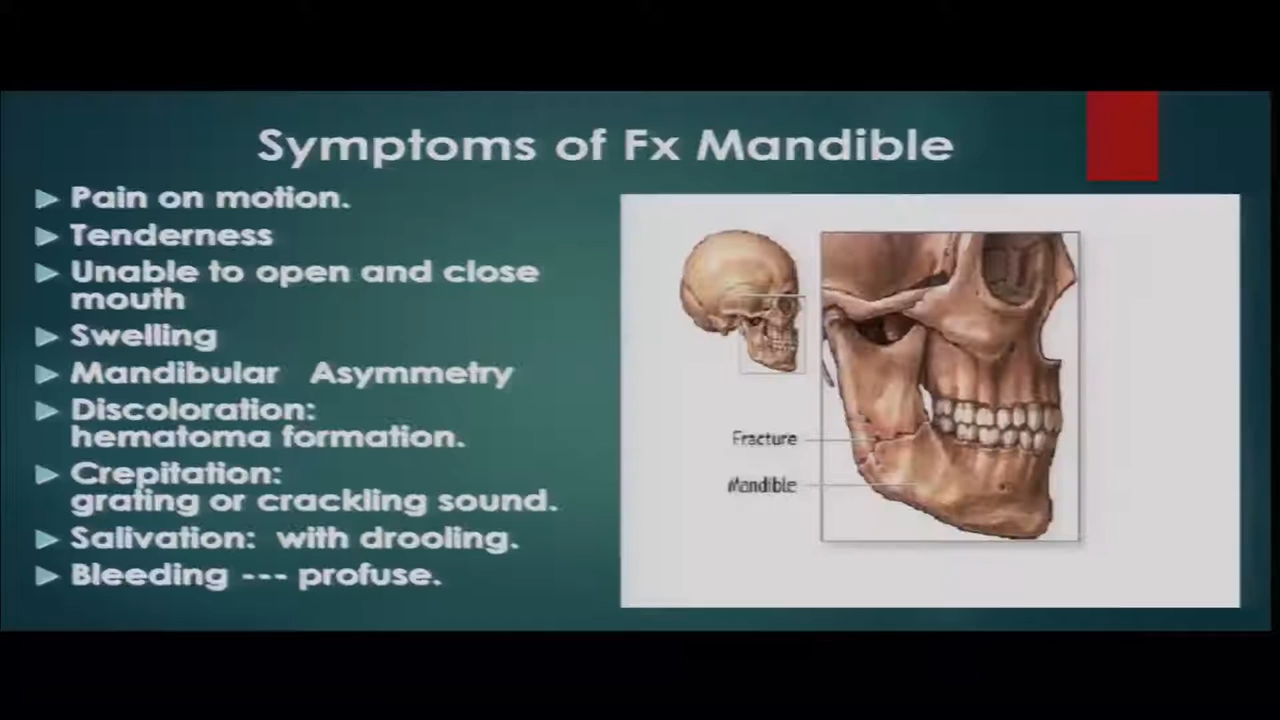 Symptoms of Fx Mandible
Pain on motion.
Tenderness
Unable to open and close
mouth
Swelling
Mandibular Asymmetry
Discoloration:
hematoma formation.
Crepitation:
grating or crackling sound.
Salivation: with drooling.
Bleeding --- profuse.
Fracture
Mandible